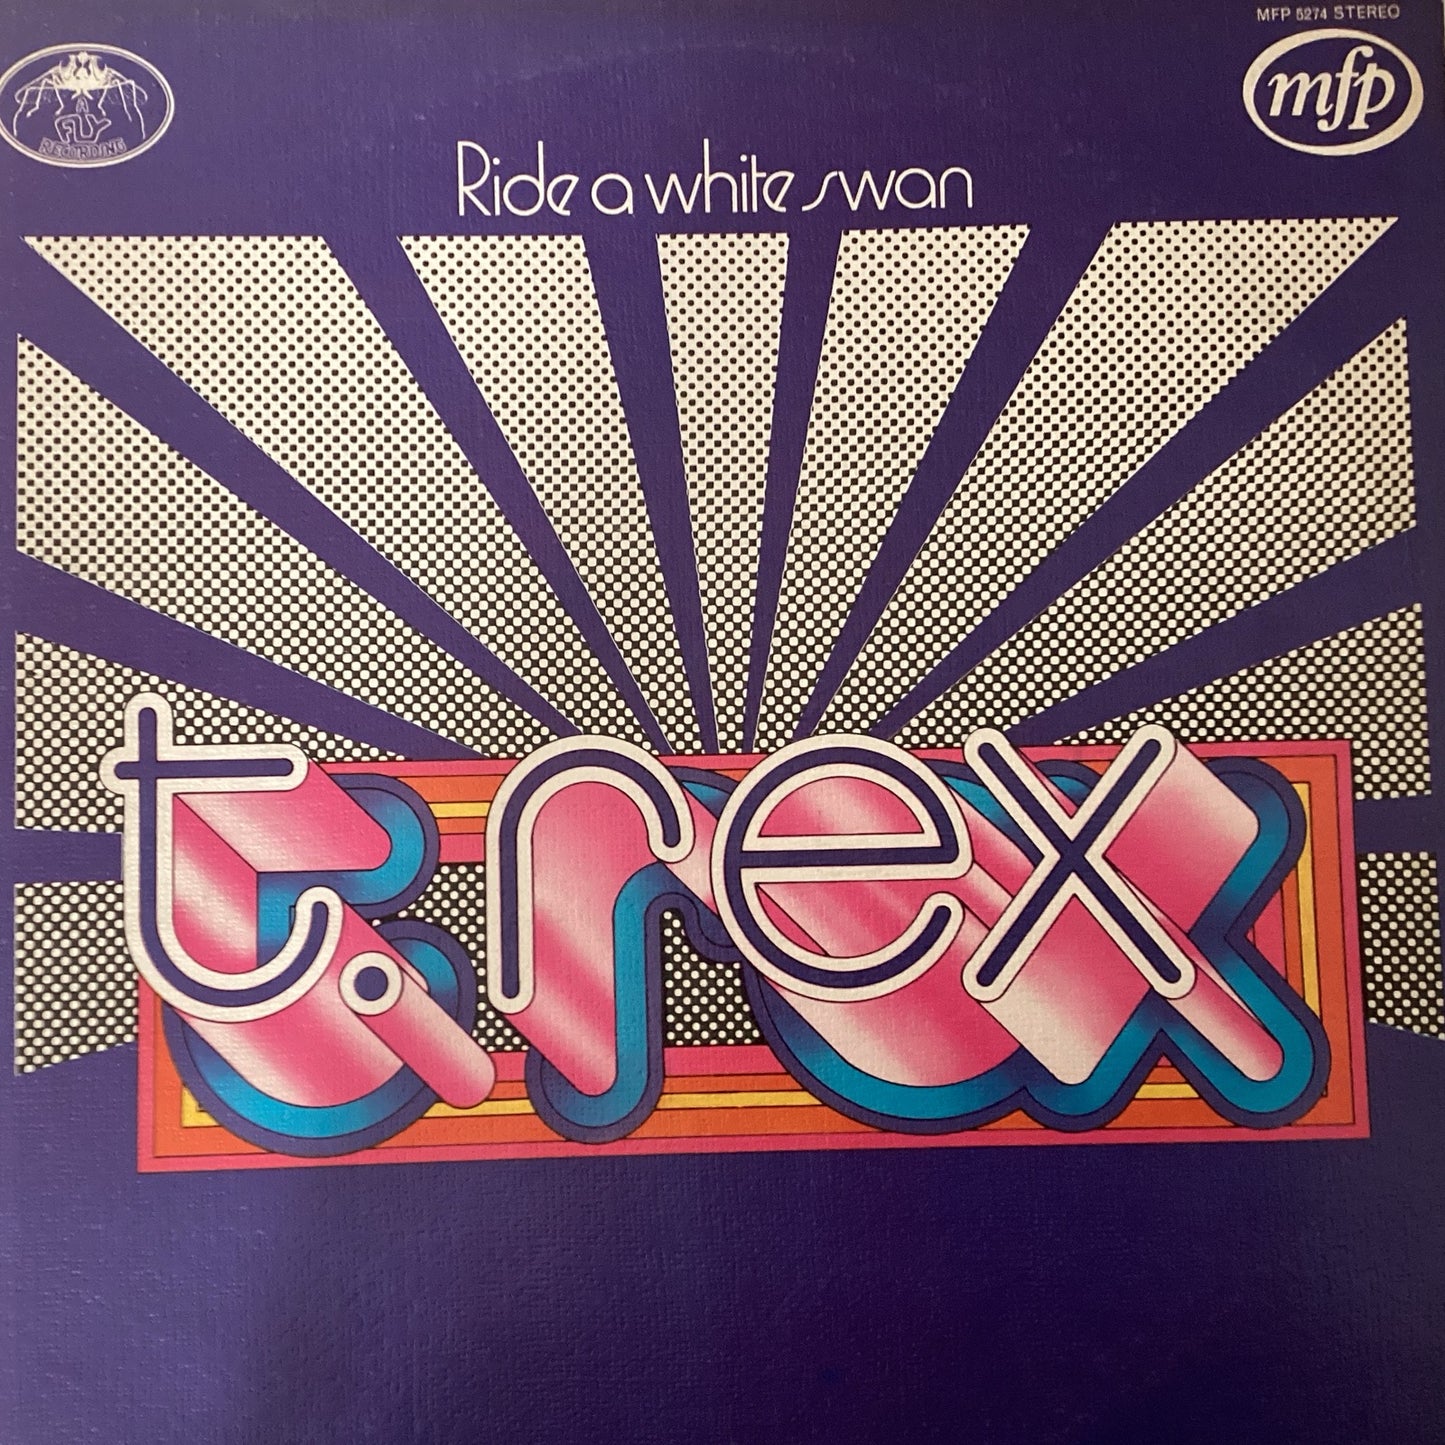 MFP 5274 STEREO
mfp
A
FLY
RECORDING
Ride a white swan
t.rex